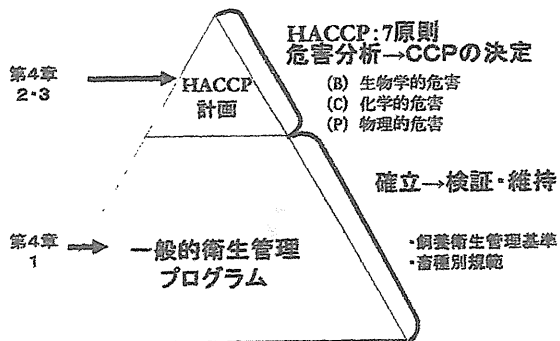 HACCP:7原則
危害分析→CCPの決定
第4章
2・3
HACCP
計画
(B) 生物学的危害
(C) 化学的危害
(P) 物理的危害
確立→検証・維持
第4章
1
一般的衛生管理
プログラム
・飼養衛生管理基準
・畜種別規範